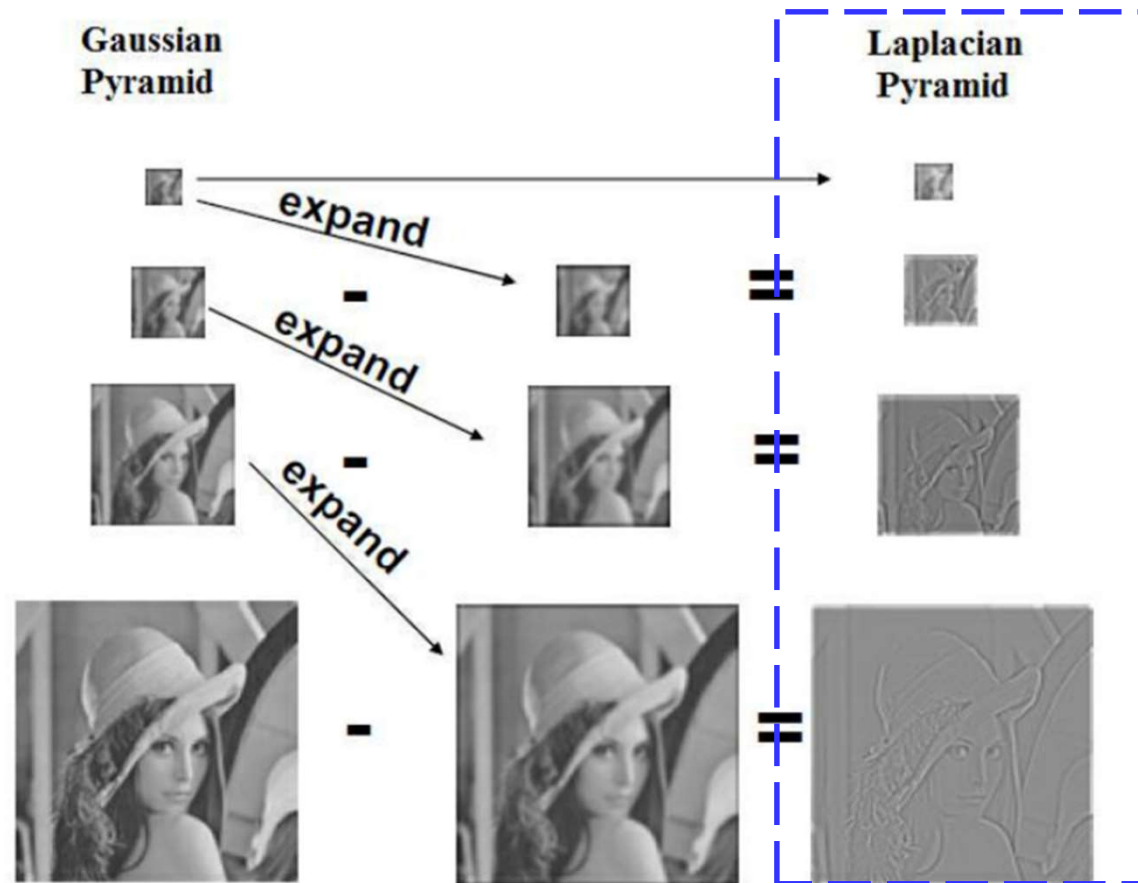 Gaussian
Pyramid
Laplacian
Pyramid
expand
-
=
expand
-
=
expand
-
=